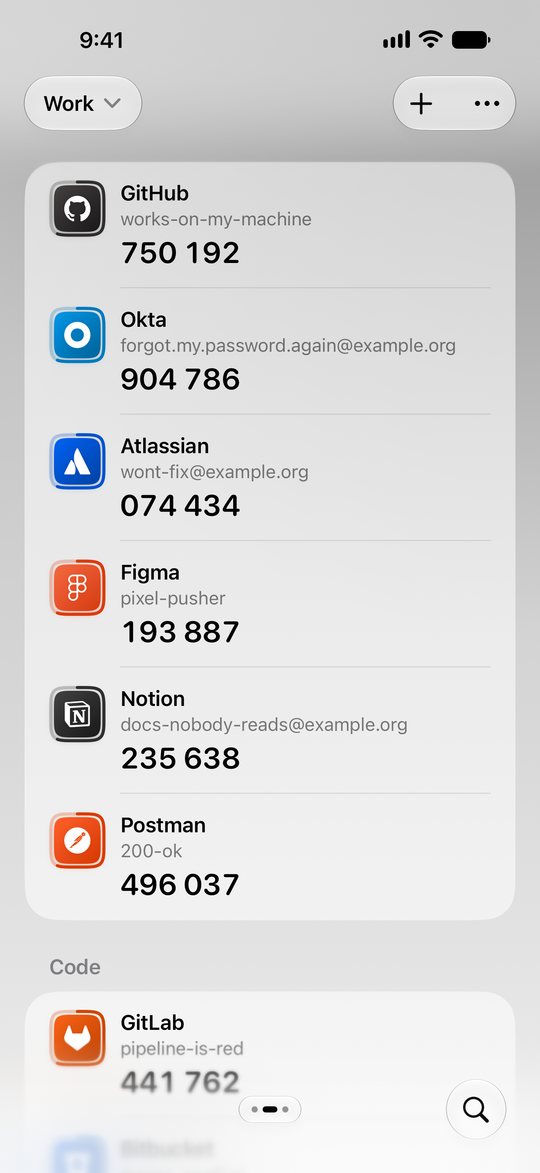 9:41
Work
GitHub
works-on-my-machine
750 192
Okta
forgot.my.password.again@example.org
904 786
Atlassian
wont-fix@example.org
074 434
Figma
pixel-pusher
193 887
Notion
docs-nobody-reads@example.org
235 638
Postman
200-ok
496 037
Code
GitLab
pipeline-is-red
441 762
Bitbucket